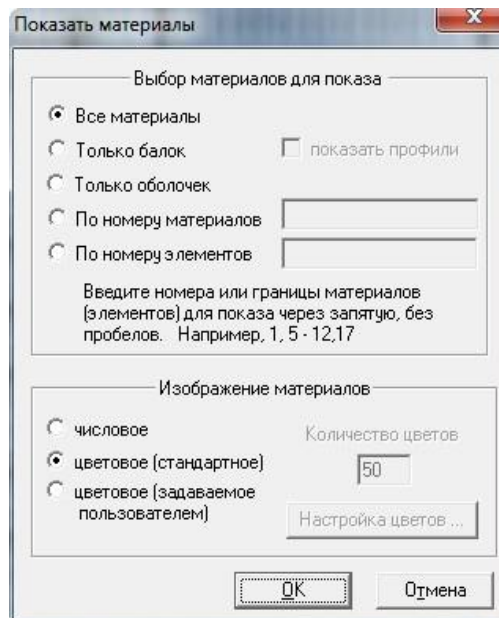 Показать материалы
Выбор материалов для показа
Все материалы
Только балок
показать профили
Только оболочек
По номеру материалов
По номеру элементов
Введите номера или границы материалов
(элементов) для показа через запятую, без
пробелов. Например, 1, 5 - 12,17
Изображение материалов
числовое
Количество цветов
цветовое (стандартное)
50
цветовое (задаваемое
пользователем)
Настройка цветов ...
OK
Отмена